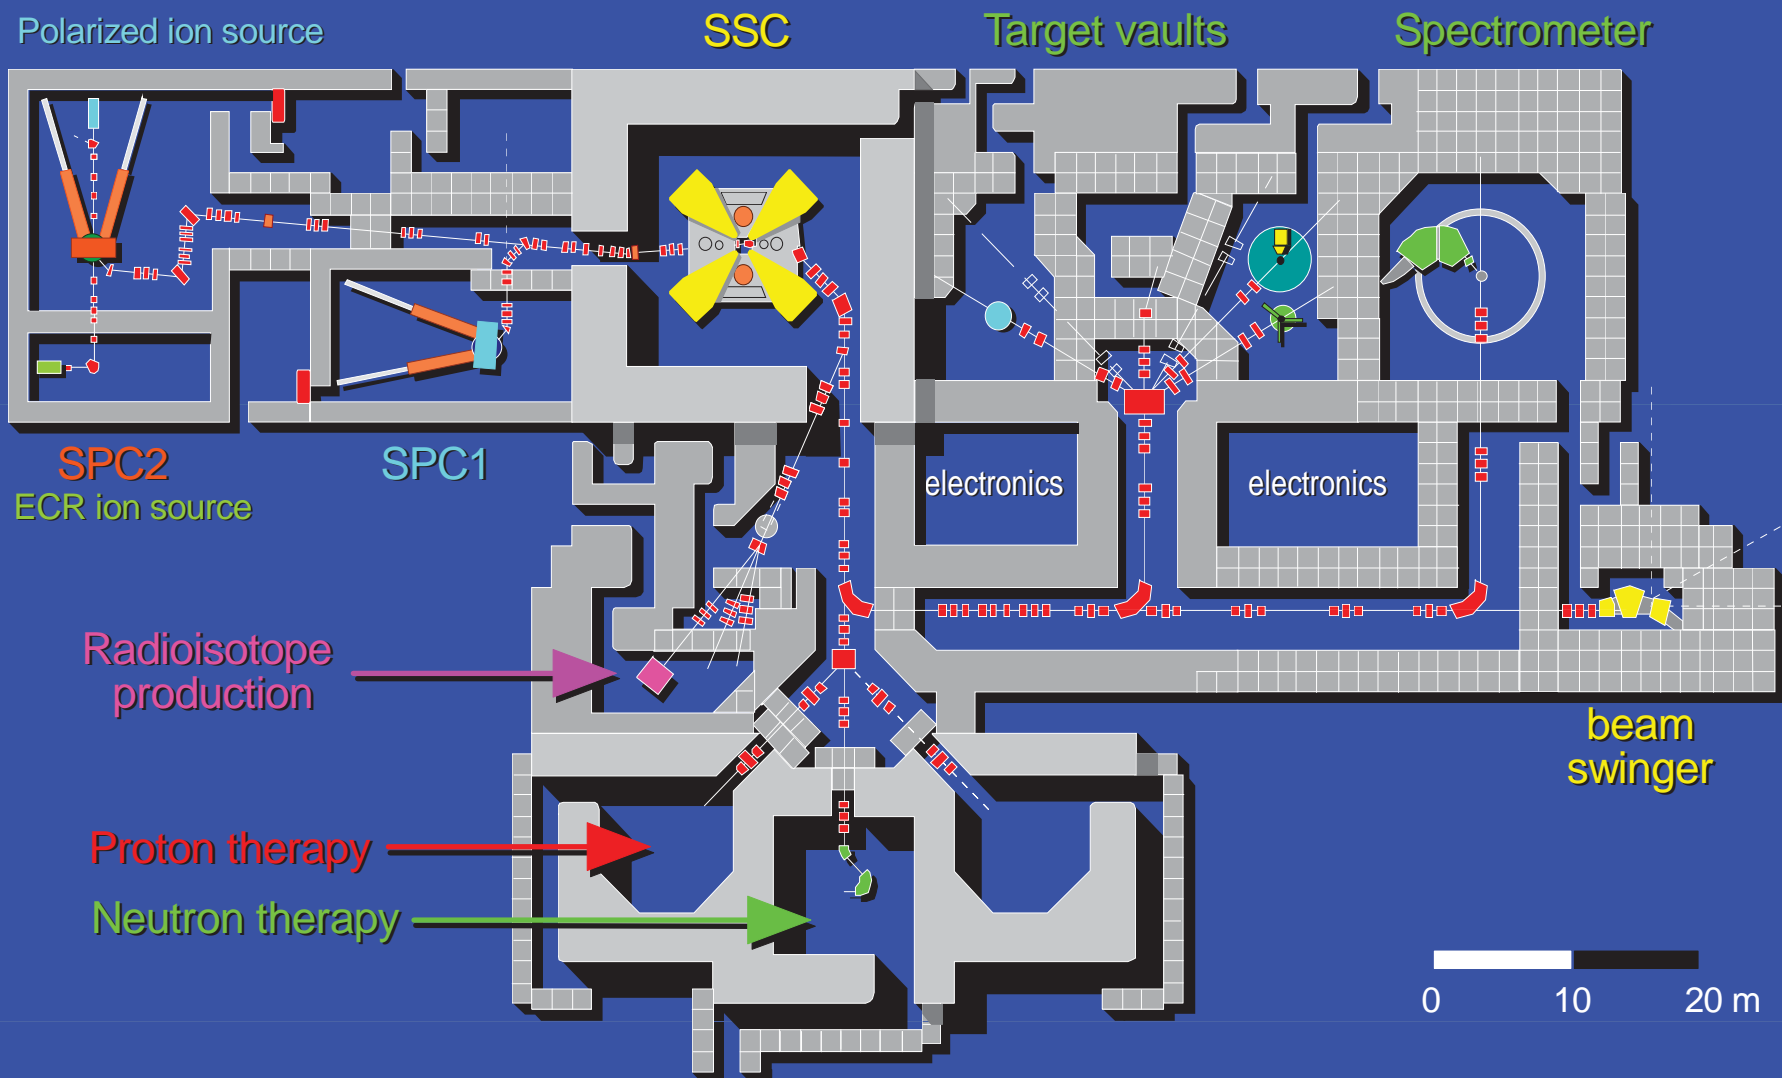 Polarized ion source
SSC
Target vaults
Spectrometer
SPC2
SPC1
ECR ion source
electronics
electronics
Radioisotope
production
beam
swinger
Proton therapy
Neutron therapy
0 10 20 m